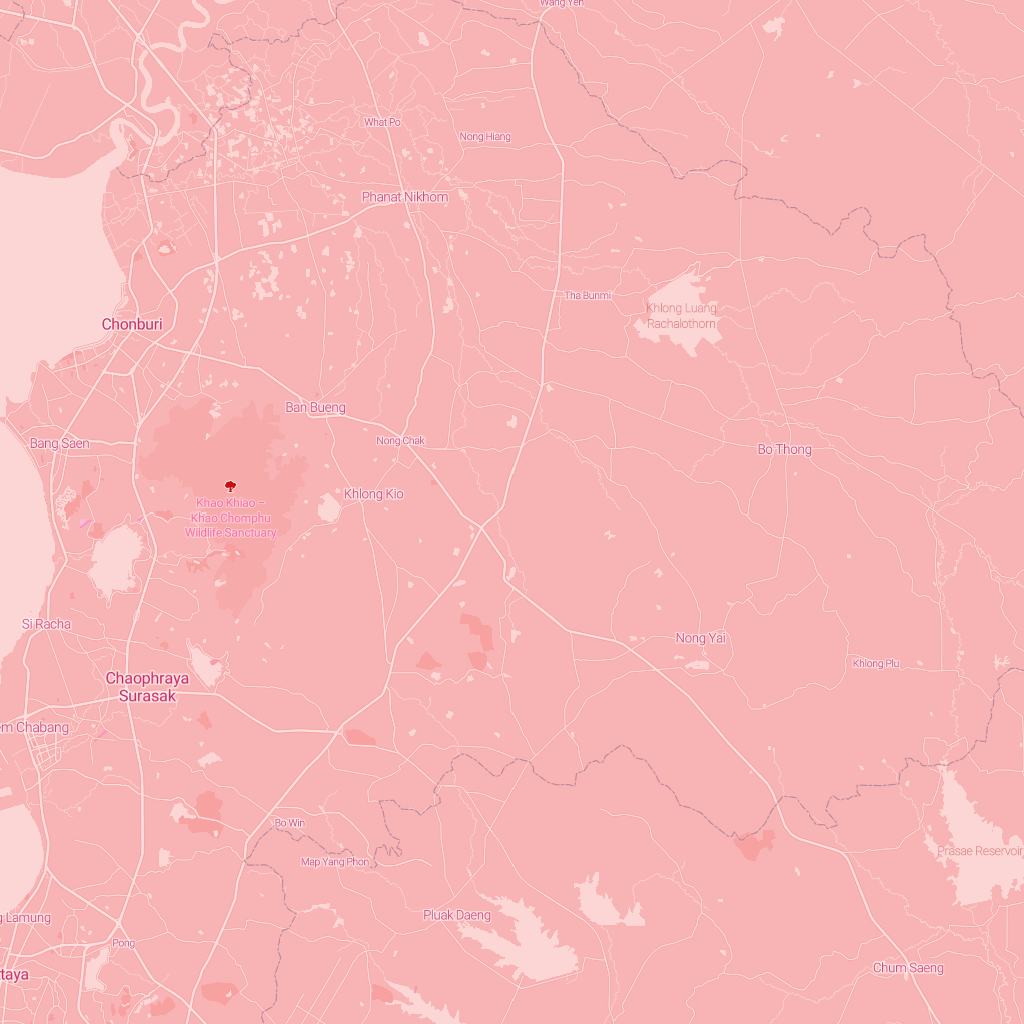 Wang Yen
What Po
Nong Hiang
Phanat Nikhom
Tha Bunmi
Khlong Luang
Rachalothorn
Chonburi
Ban Bueng
Nong Chak
Bang Saen
Bo Thong
Khlong Kio
Khao Khiao –
Khao Chomphu
Wildlife Sanctuary
Si Racha
Nong Yai
Khlong Plu
Chaophraya
Surasak
em Chabang
Bo Win
Map Yang Phon
Prasae Reservoir
g Lamung
Pluak Daeng
Pong
Chum Saeng
ttaya